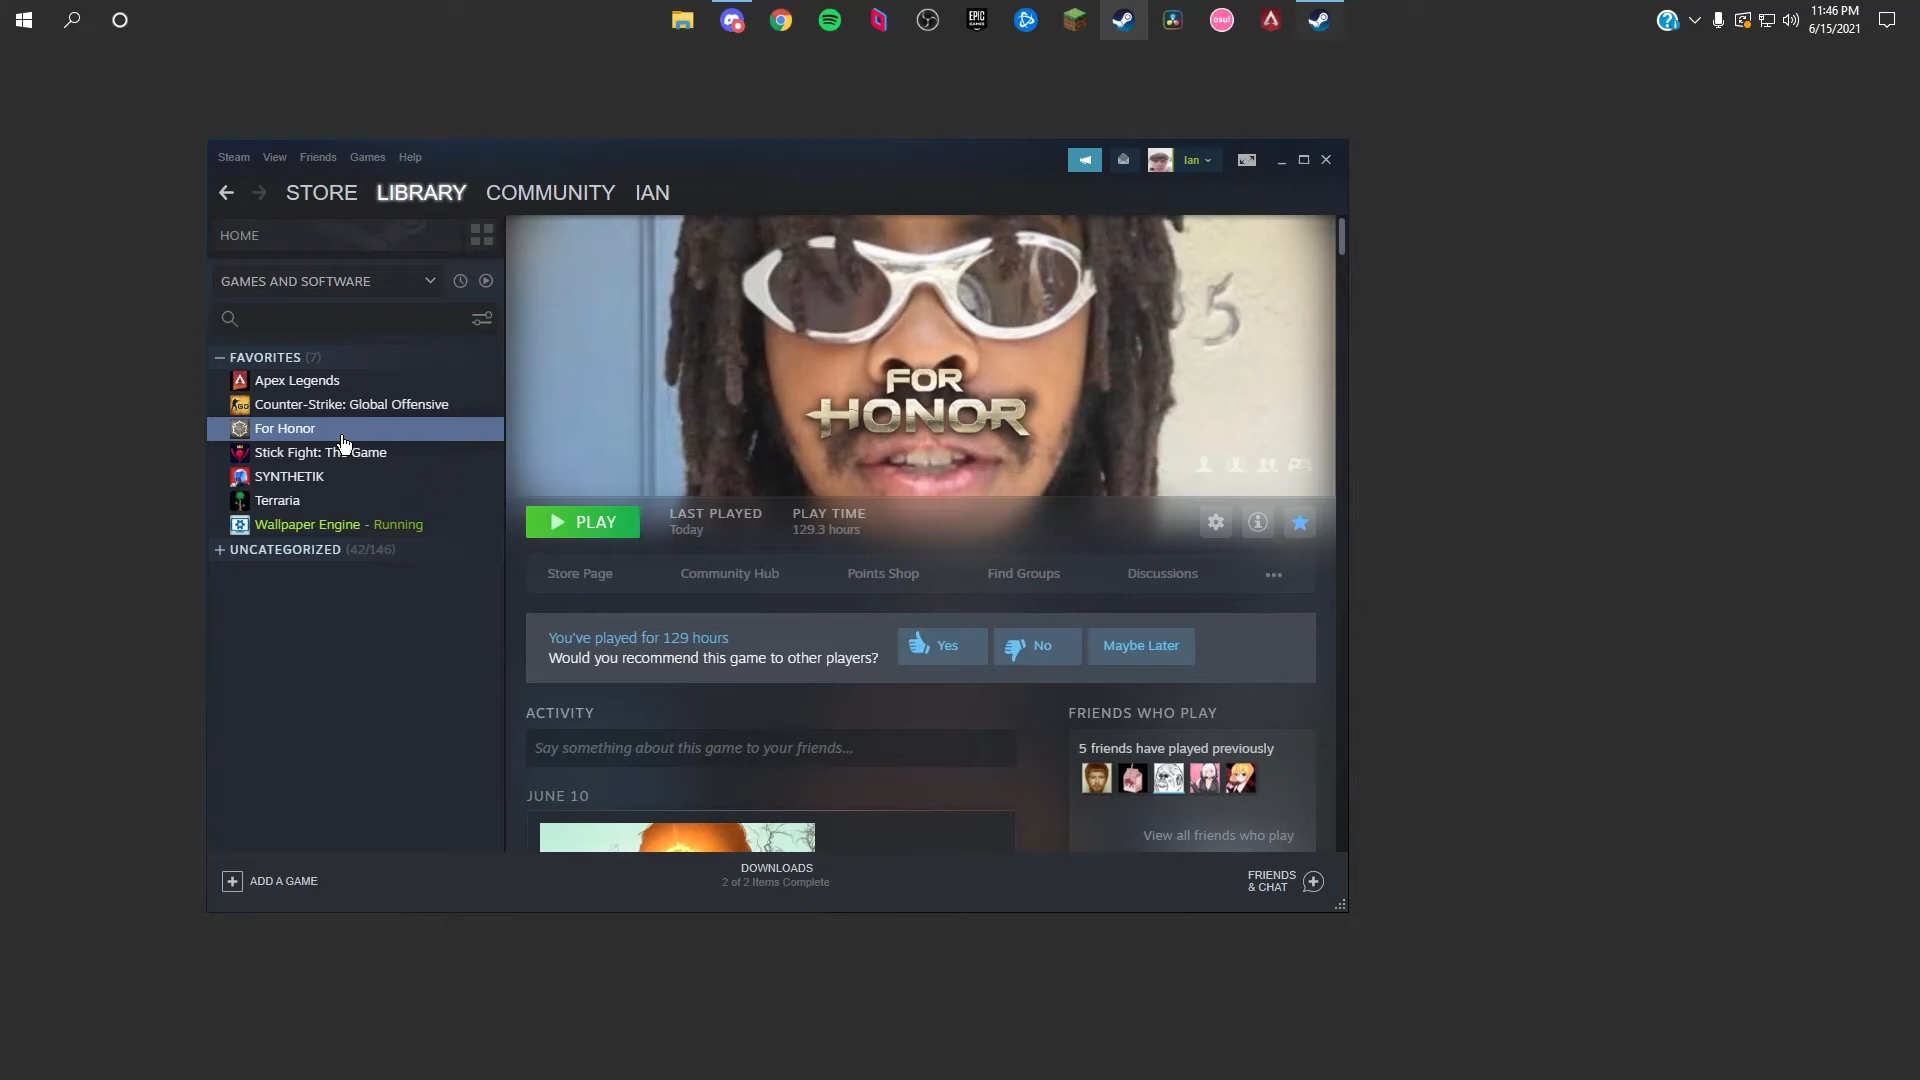 11:46 PM
6/15/2021
Steam View Friends Games Help
Ian
STORE LIBRARY COMMUNITY IAN
HOME
GAMES AND SOFTWARE
FAVORITES (7)
Apex Legends
Counter-Strike: Global Offensive
For Honor
Stick Fight: The Game
SYNTHETIK
Terraria
Wallpaper Engine - Running
UNCATEGORIZED (42/146)
5
FOR
HONOR
PLAY
LAST PLAYED
Today
PLAY TIME
129.3 hours
Store Page Community Hub Points Shop Find Groups Discussions
You've played for 129 hours
Would you recommend this game to other players?
Yes No Maybe Later
ACTIVITY
Say something about this game to your friends...
JUNE 10
FRIENDS WHO PLAY
5 friends have played previously
View all friends who play
ADD A GAME
DOWNLOADS
2 of 2 Items Complete
FRIENDS
& CHAT
EPIC
GAMES
osu!